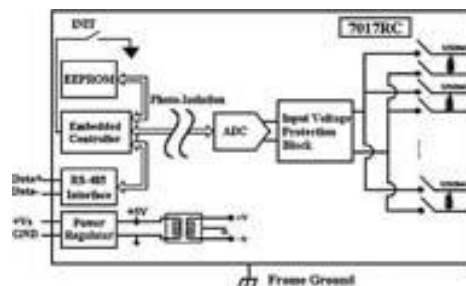 INIT
7017RC
EEPROM
Photo-Isolation
Embedded
Controller
ADC
Input Voltage
Protection
Block
Data+
Data-
RS-485
Interface
+Vs
GND
Power
Regulator
+5V
+V
-V
Frame Ground